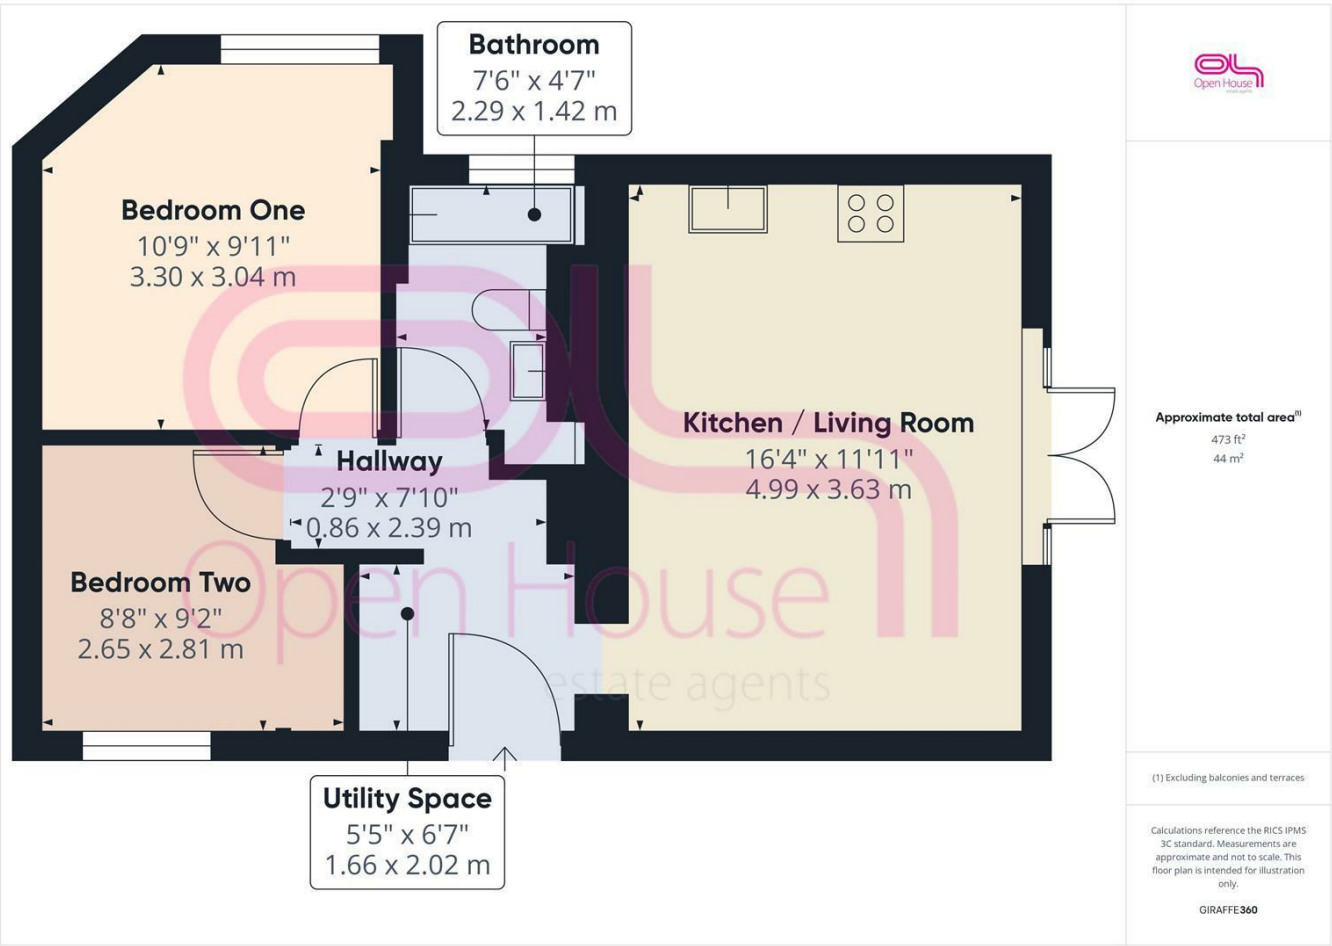 Bathroom
7'6" x 4'7"
2.29 x 1.42 m
Open House
estate agents
Bedroom One
10'9" x 9'11"
3.30 x 3.04 m
Kitchen / Living Room
16'4" x 11'11"
4.99 x 3.63 m
Hallway
2'9" x 7'10"
0.86 x 2.39 m
Open House
estate agents
Bedroom Two
8'8" x 9'2"
2.65 x 2.81 m
Utility Space
5'5" x 6'7"
1.66 x 2.02 m
Approximate total area(1)
473 ft²
44 m²
(1) Excluding balconies and terraces
Calculations reference the RICS IPMS
3C standard. Measurements are
approximate and not to scale. This
floor plan is intended for illustration
only.
GIRAFFE360